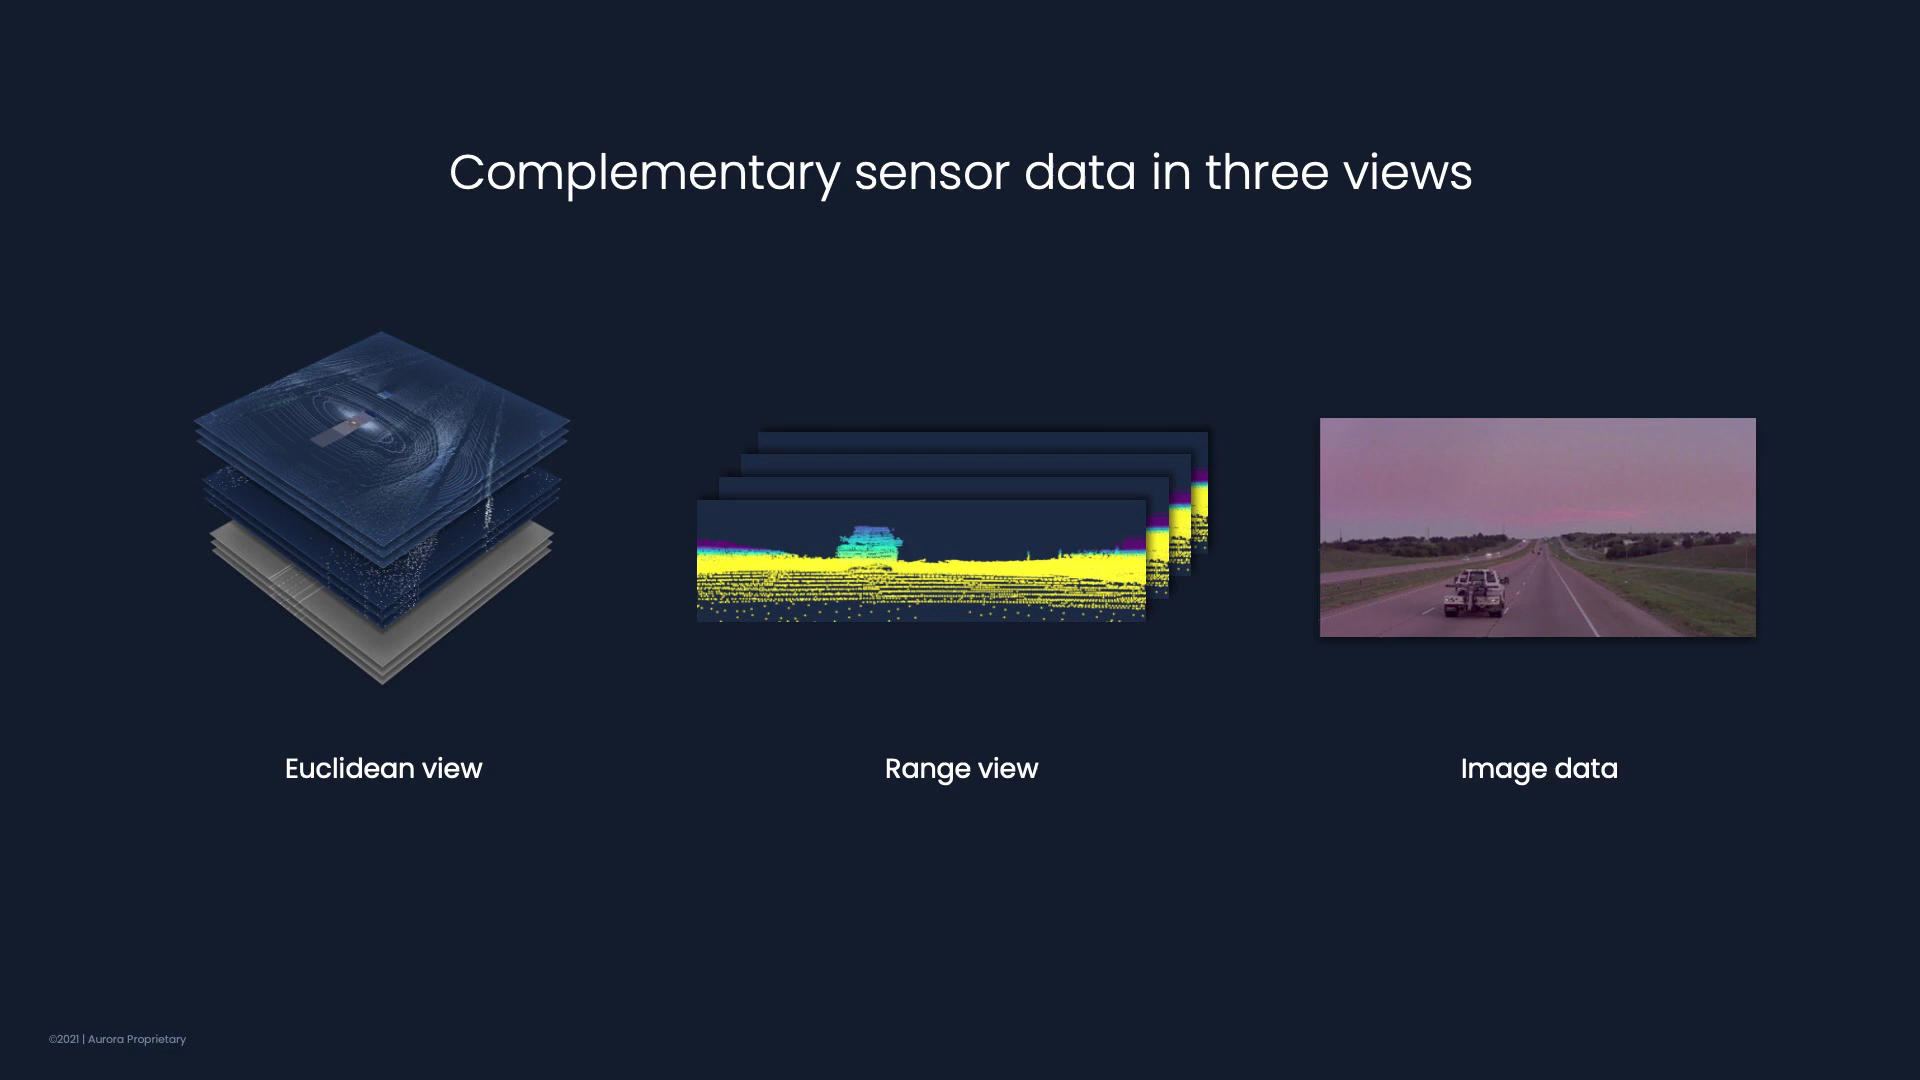 Complementary sensor data in three views
Euclidean view
Range view
Image data
©2021 | Aurora Proprietary